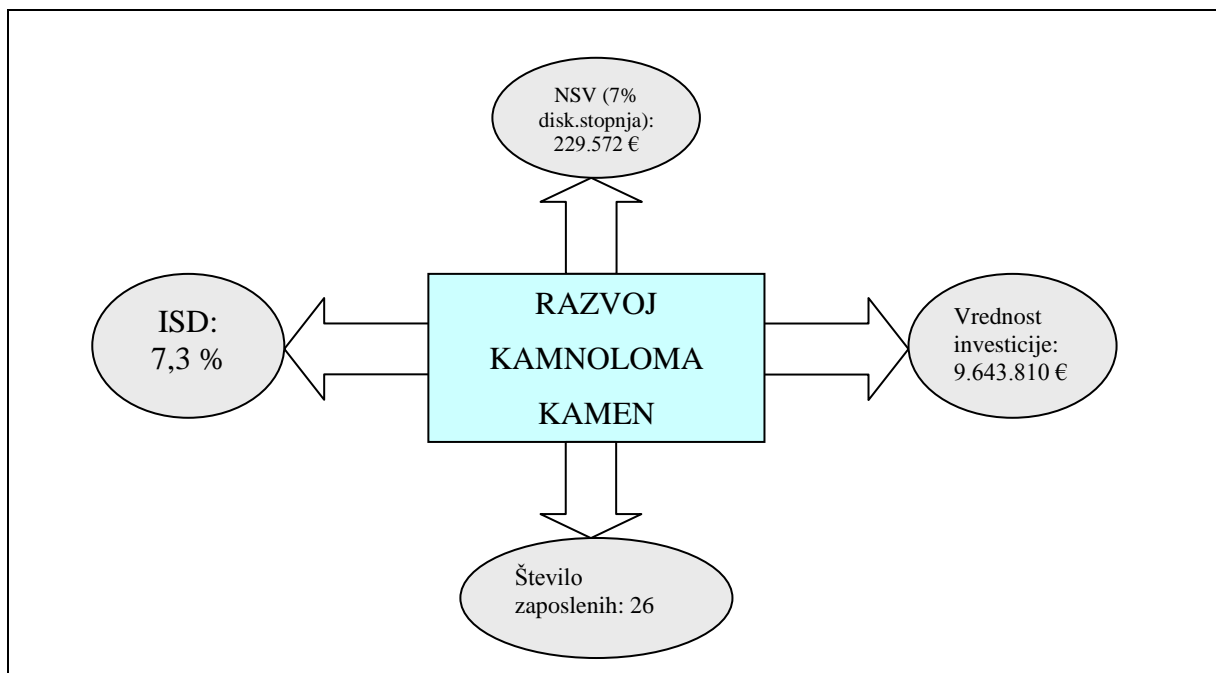 NSV (7%
disk.stopnja):
229.572 €
ISD:
7,3 %
RAZVOJ
KAMNOLOMA
KAMEN
Vrednost
investicije:
9.643.810 €
Število
zaposlenih: 26